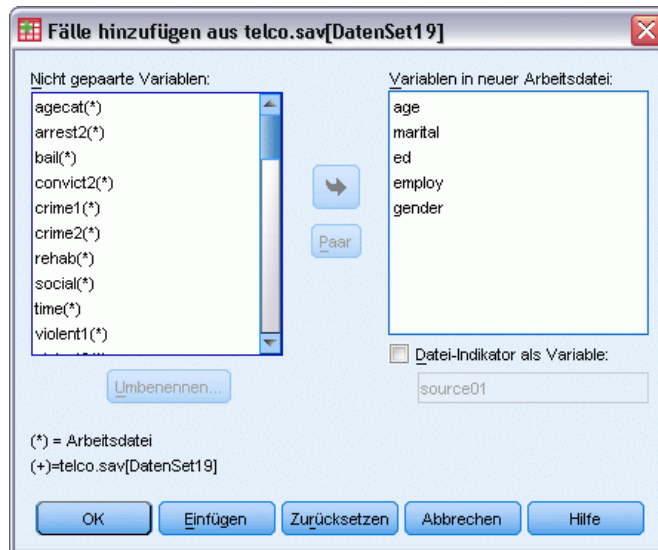 Fälle hinzufügen aus telco.sav[DatenSet19]
Nicht gepaarte Variablen:
agecat(*)
arrest2(*)
bail(*)
convict2(*)
crime1(*)
crime2(*)
rehab(*)
social(*)
time(*)
violent1(*)
Umbenennen...
Paar
Variablen in neuer Arbeitsdatei:
age
marital
ed
employ
gender
Datei-Indikator als Variable:
source01
(*) = Arbeitsdatei
(+)=telco.sav[DatenSet19]
OK
Einfügen
Zurücksetzen
Abbrechen
Hilfe